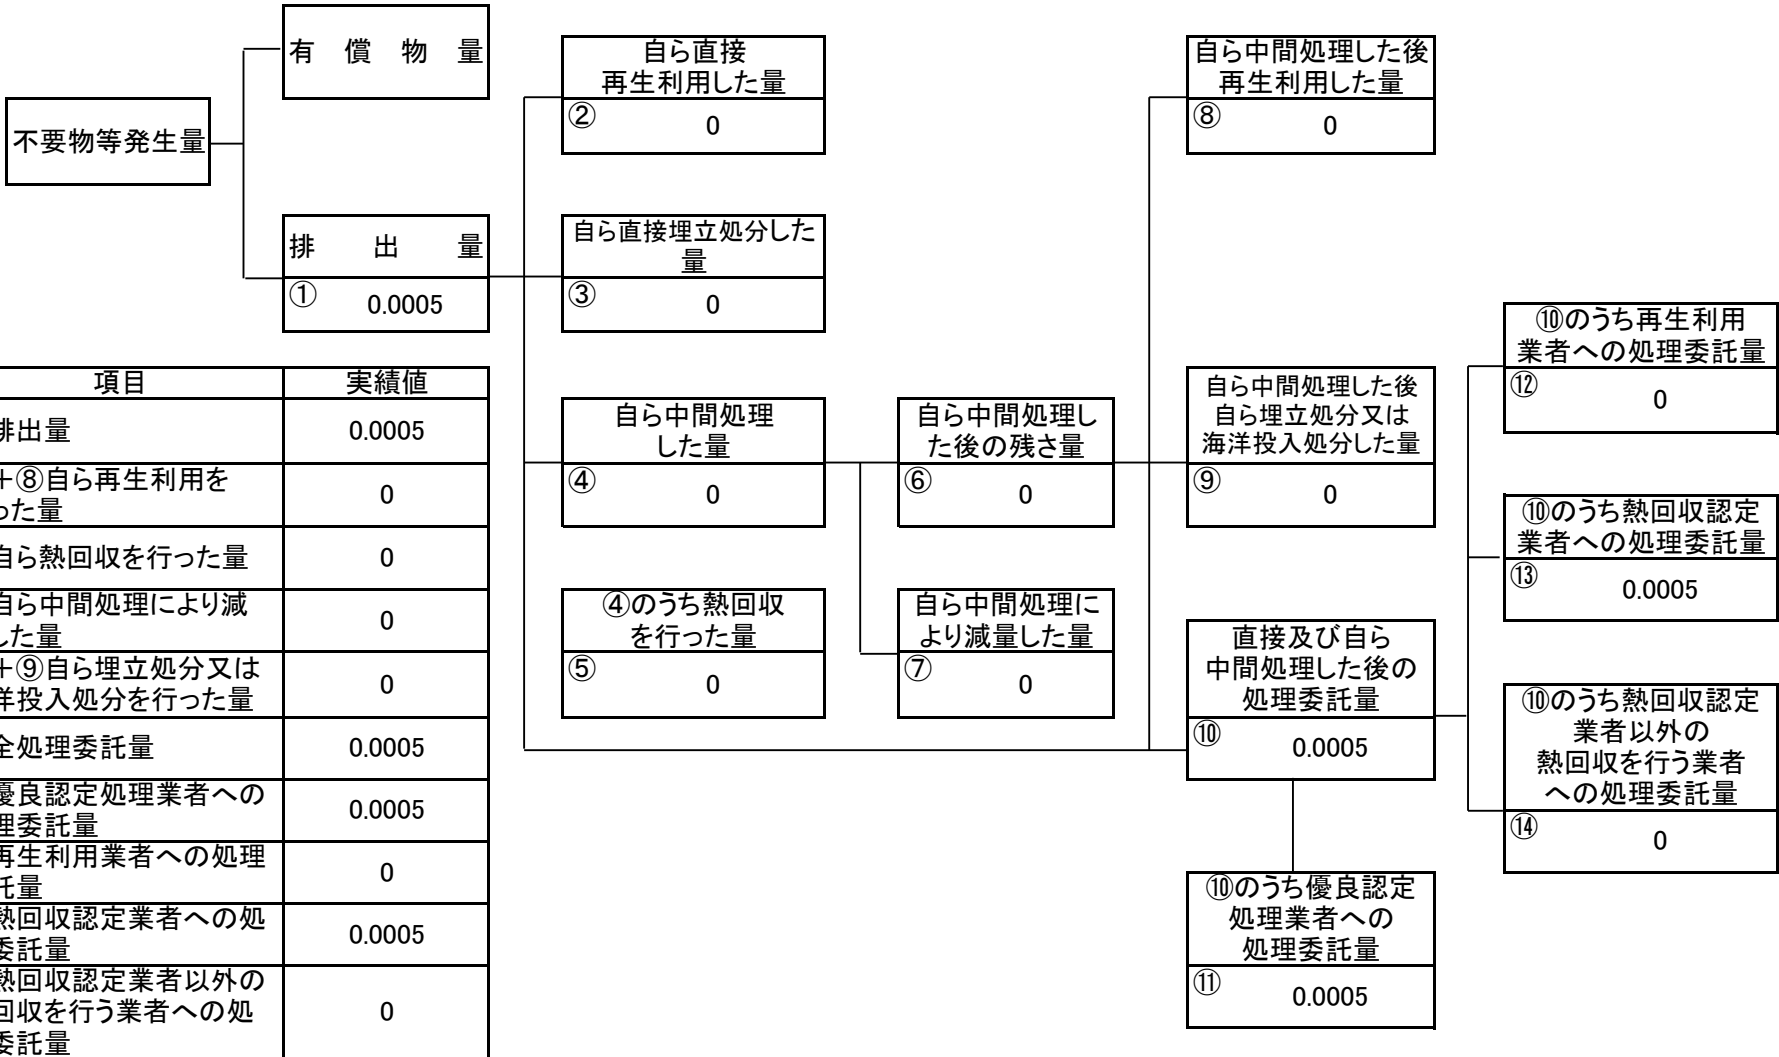 有償物量
不要物等発生量
排出量
① 0.0005
自ら直接
再生利用した量
② 0
自ら直接埋立処分した
量
③ 0
自ら中間処理
した量
④ 0
④のうち熱回収
を行った量
⑤ 0
自ら中間処理し
た後の残さ量
⑥ 0
自ら中間処理に
より減量した量
⑦ 0
自ら中間処理した後
再生利用した量
⑧ 0
自ら中間処理した後
自ら埋立処分又は
海洋投入処分した量
⑨ 0
直接及び自ら
中間処理した後の
処理委託量
⑩ 0.0005
⑩のうち優良認定
処理業者への
処理委託量
⑪ 0.0005
⑩のうち再生利用
業者への処理委託量
⑫ 0
⑩のうち熱回収認定
業者への処理委託量
⑬ 0.0005
⑩のうち熱回収認定
業者以外の
熱回収を行う業者
への処理委託量
⑭ 0
項目 実績値
排出量 0.0005
+⑧自ら再生利用を
った量 0
自ら熱回収を行った量 0
自ら中間処理により減
した量 0
+⑨自ら埋立処分又は
洋投入処分を行った量 0
全処理委託量 0.0005
優良認定処理業者への
理委託量 0.0005
再生利用業者への処理
託量 0
熱回収認定業者への処
委託量 0.0005
熱回収認定業者以外の
回収を行う業者への処
委託量 0